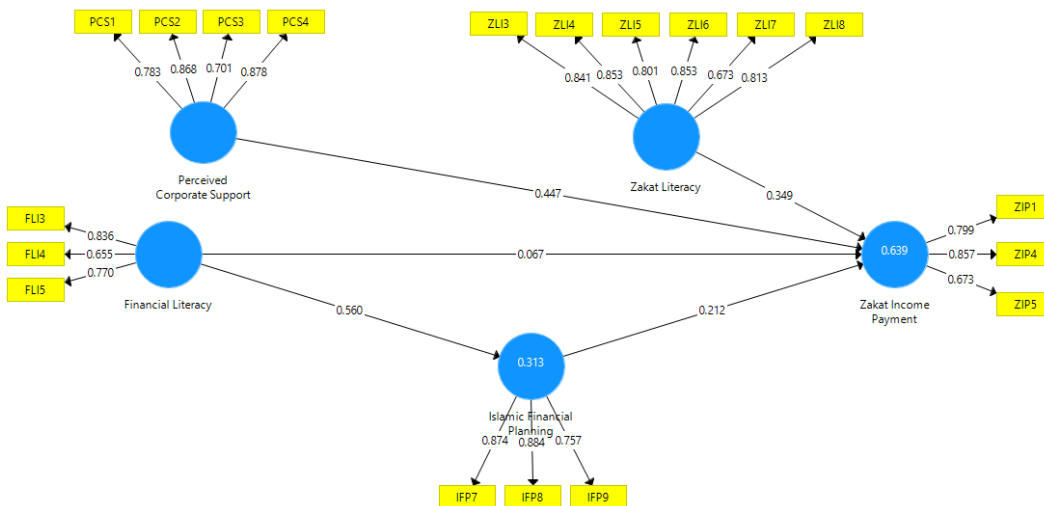 PCS1 PCS2 PCS3 PCS4
ZLI3 ZLI4 ZLI5 ZLI6 ZLI7 ZLI8
0.783 0.868 0.701 0.878
0.841 0.853 0.801 0.853 0.673 0.813
Perceived
Corporate Support
Zakat Literacy
0.447
0.349
FLI3
FLI4
FLI5
0.836
0.655
0.770
Financial Literacy
0.067
0.560
0.212
0.639
Zakat Income
Payment
0.799
0.857
0.673
ZIP1
ZIP4
ZIP5
0.313
Islamic Financial
Planning
0.874 0.884 0.757
IFP7 IFP8 IFP9